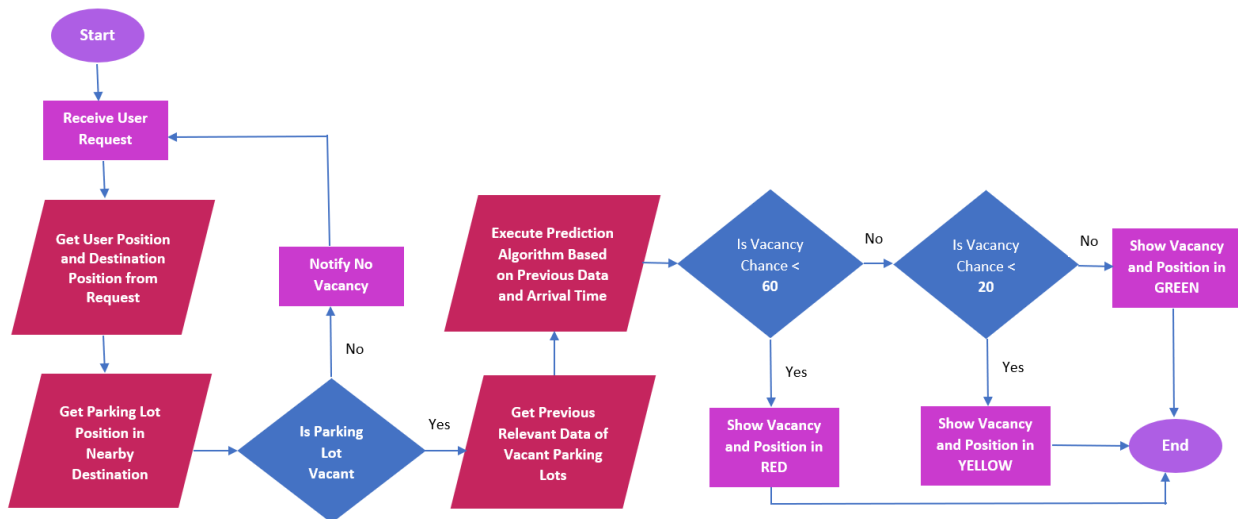 Start
Receive User
Request
Get User Position
and Destination
Position from
Request
Get Parking Lot
Position in
Nearby
Destination
Is Parking
Lot
Vacant
No
Notify No
Vacancy
Yes
Get Previous
Relevant Data of
Vacant Parking
Lots
Execute Prediction
Algorithm Based
on Previous Data
and Arrival Time
Is Vacancy
Chance <
60
Yes
Show Vacancy
and Position in
RED
No
Is Vacancy
Chance <
20
Yes
Show Vacancy
and Position in
YELLOW
No
Show Vacancy
and Position in
GREEN
End